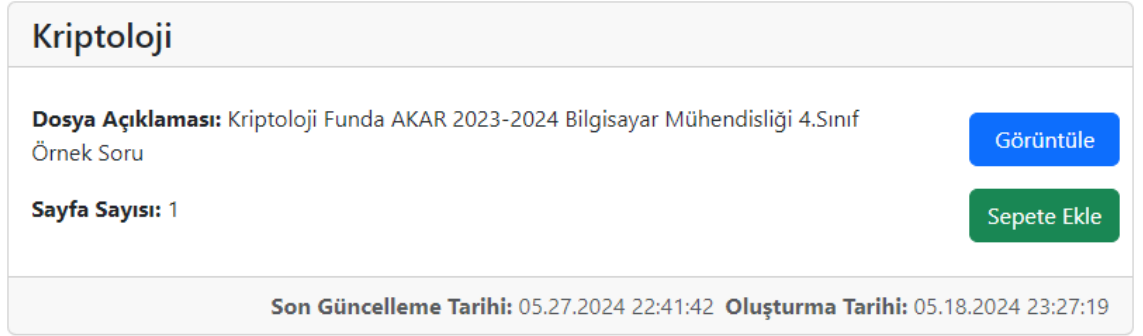 Kriptoloji
Dosya Açıklaması: Kriptoloji Funda AKAR 2023-2024 Bilgisayar Mühendisliği 4.Sınıf
Örnek Soru
Görüntüle
Sayfa Sayısı: 1
Sepete Ekle
Son Güncelleme Tarihi: 05.27.2024 22:41:42 Oluşturma Tarihi: 05.18.2024 23:27:19